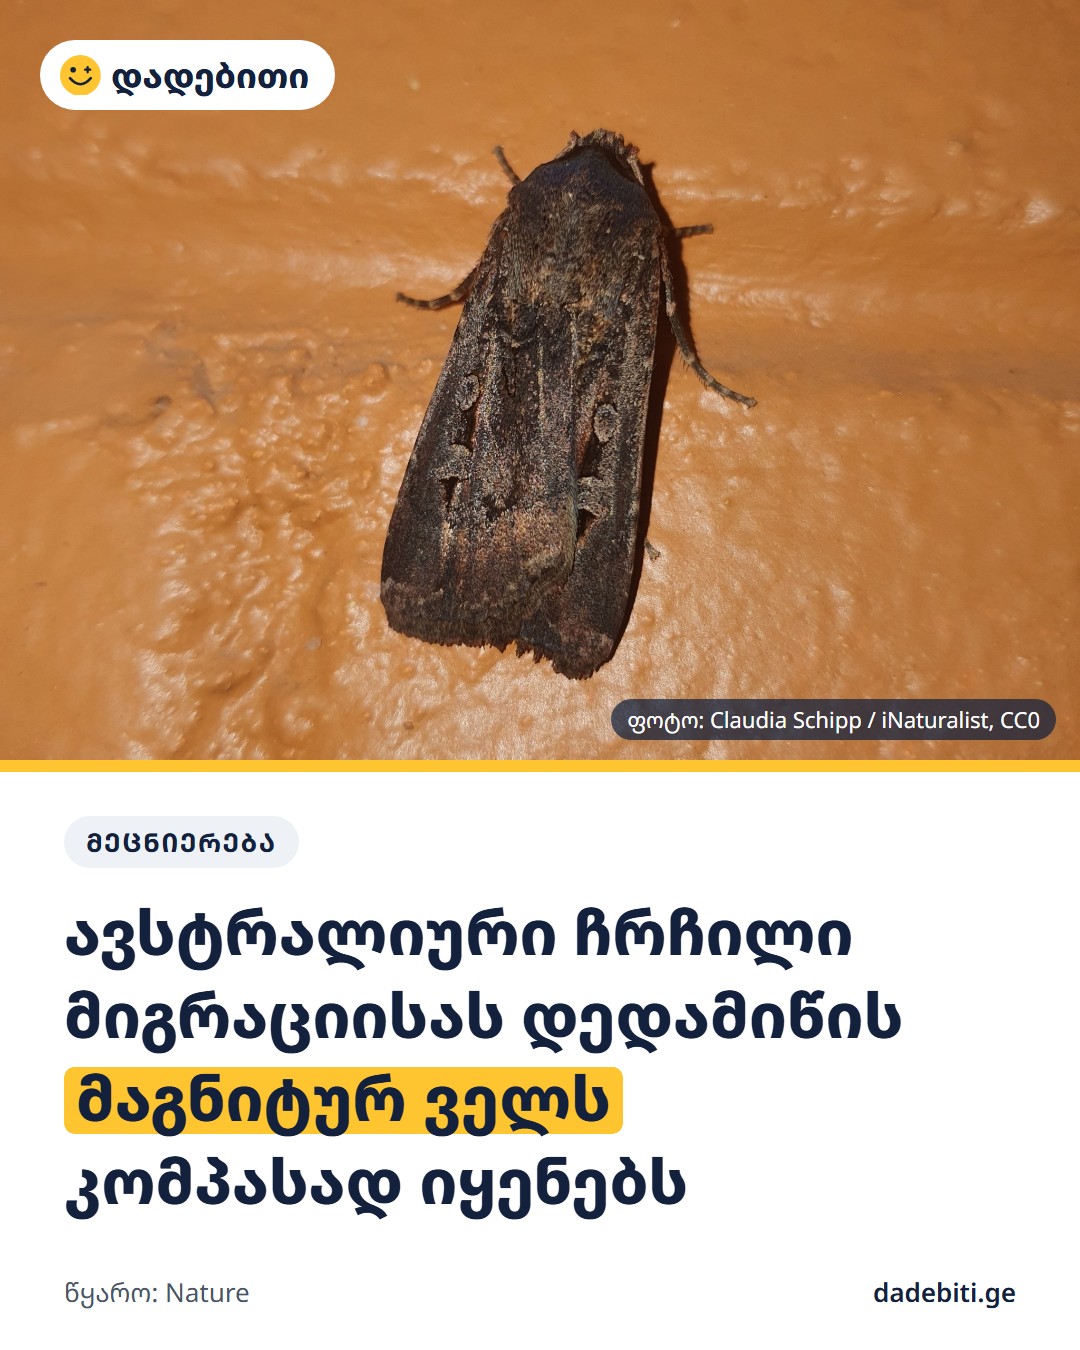 დადებითი
ფოტო: Claudia Schipp / iNaturalist, CC0
მეცნიერება
ავსტრალიური ჩრჩილი
მიგრაციისას დედამიწის
მაგნიტურ ველს
კომპასად იყენებს
წყარო: Nature
dadebiti.ge